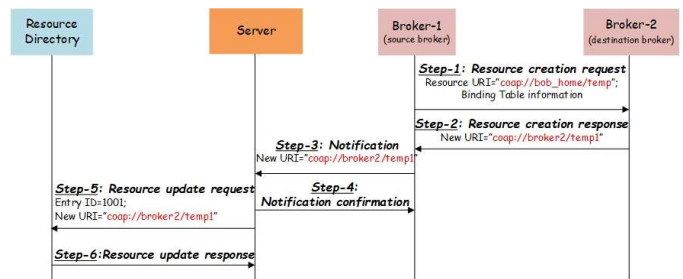 Resource
Directory
Server
Broker-1
(source broker)
Broker-2
(destination broker)
Step-1: Resource creation request
Resource URI="coap://bob_home/temp";
Binding Table information
Step-2: Resource creation response
New URI="coap://broker2/temp1"
Step-3: Notification
New URI="coap://broker2/temp1"
Step-4:
Notification confirmation
Step-5: Resource update request
Entry ID=1001;
New URI="coap://broker2/temp1"
Step-6:Resource update response